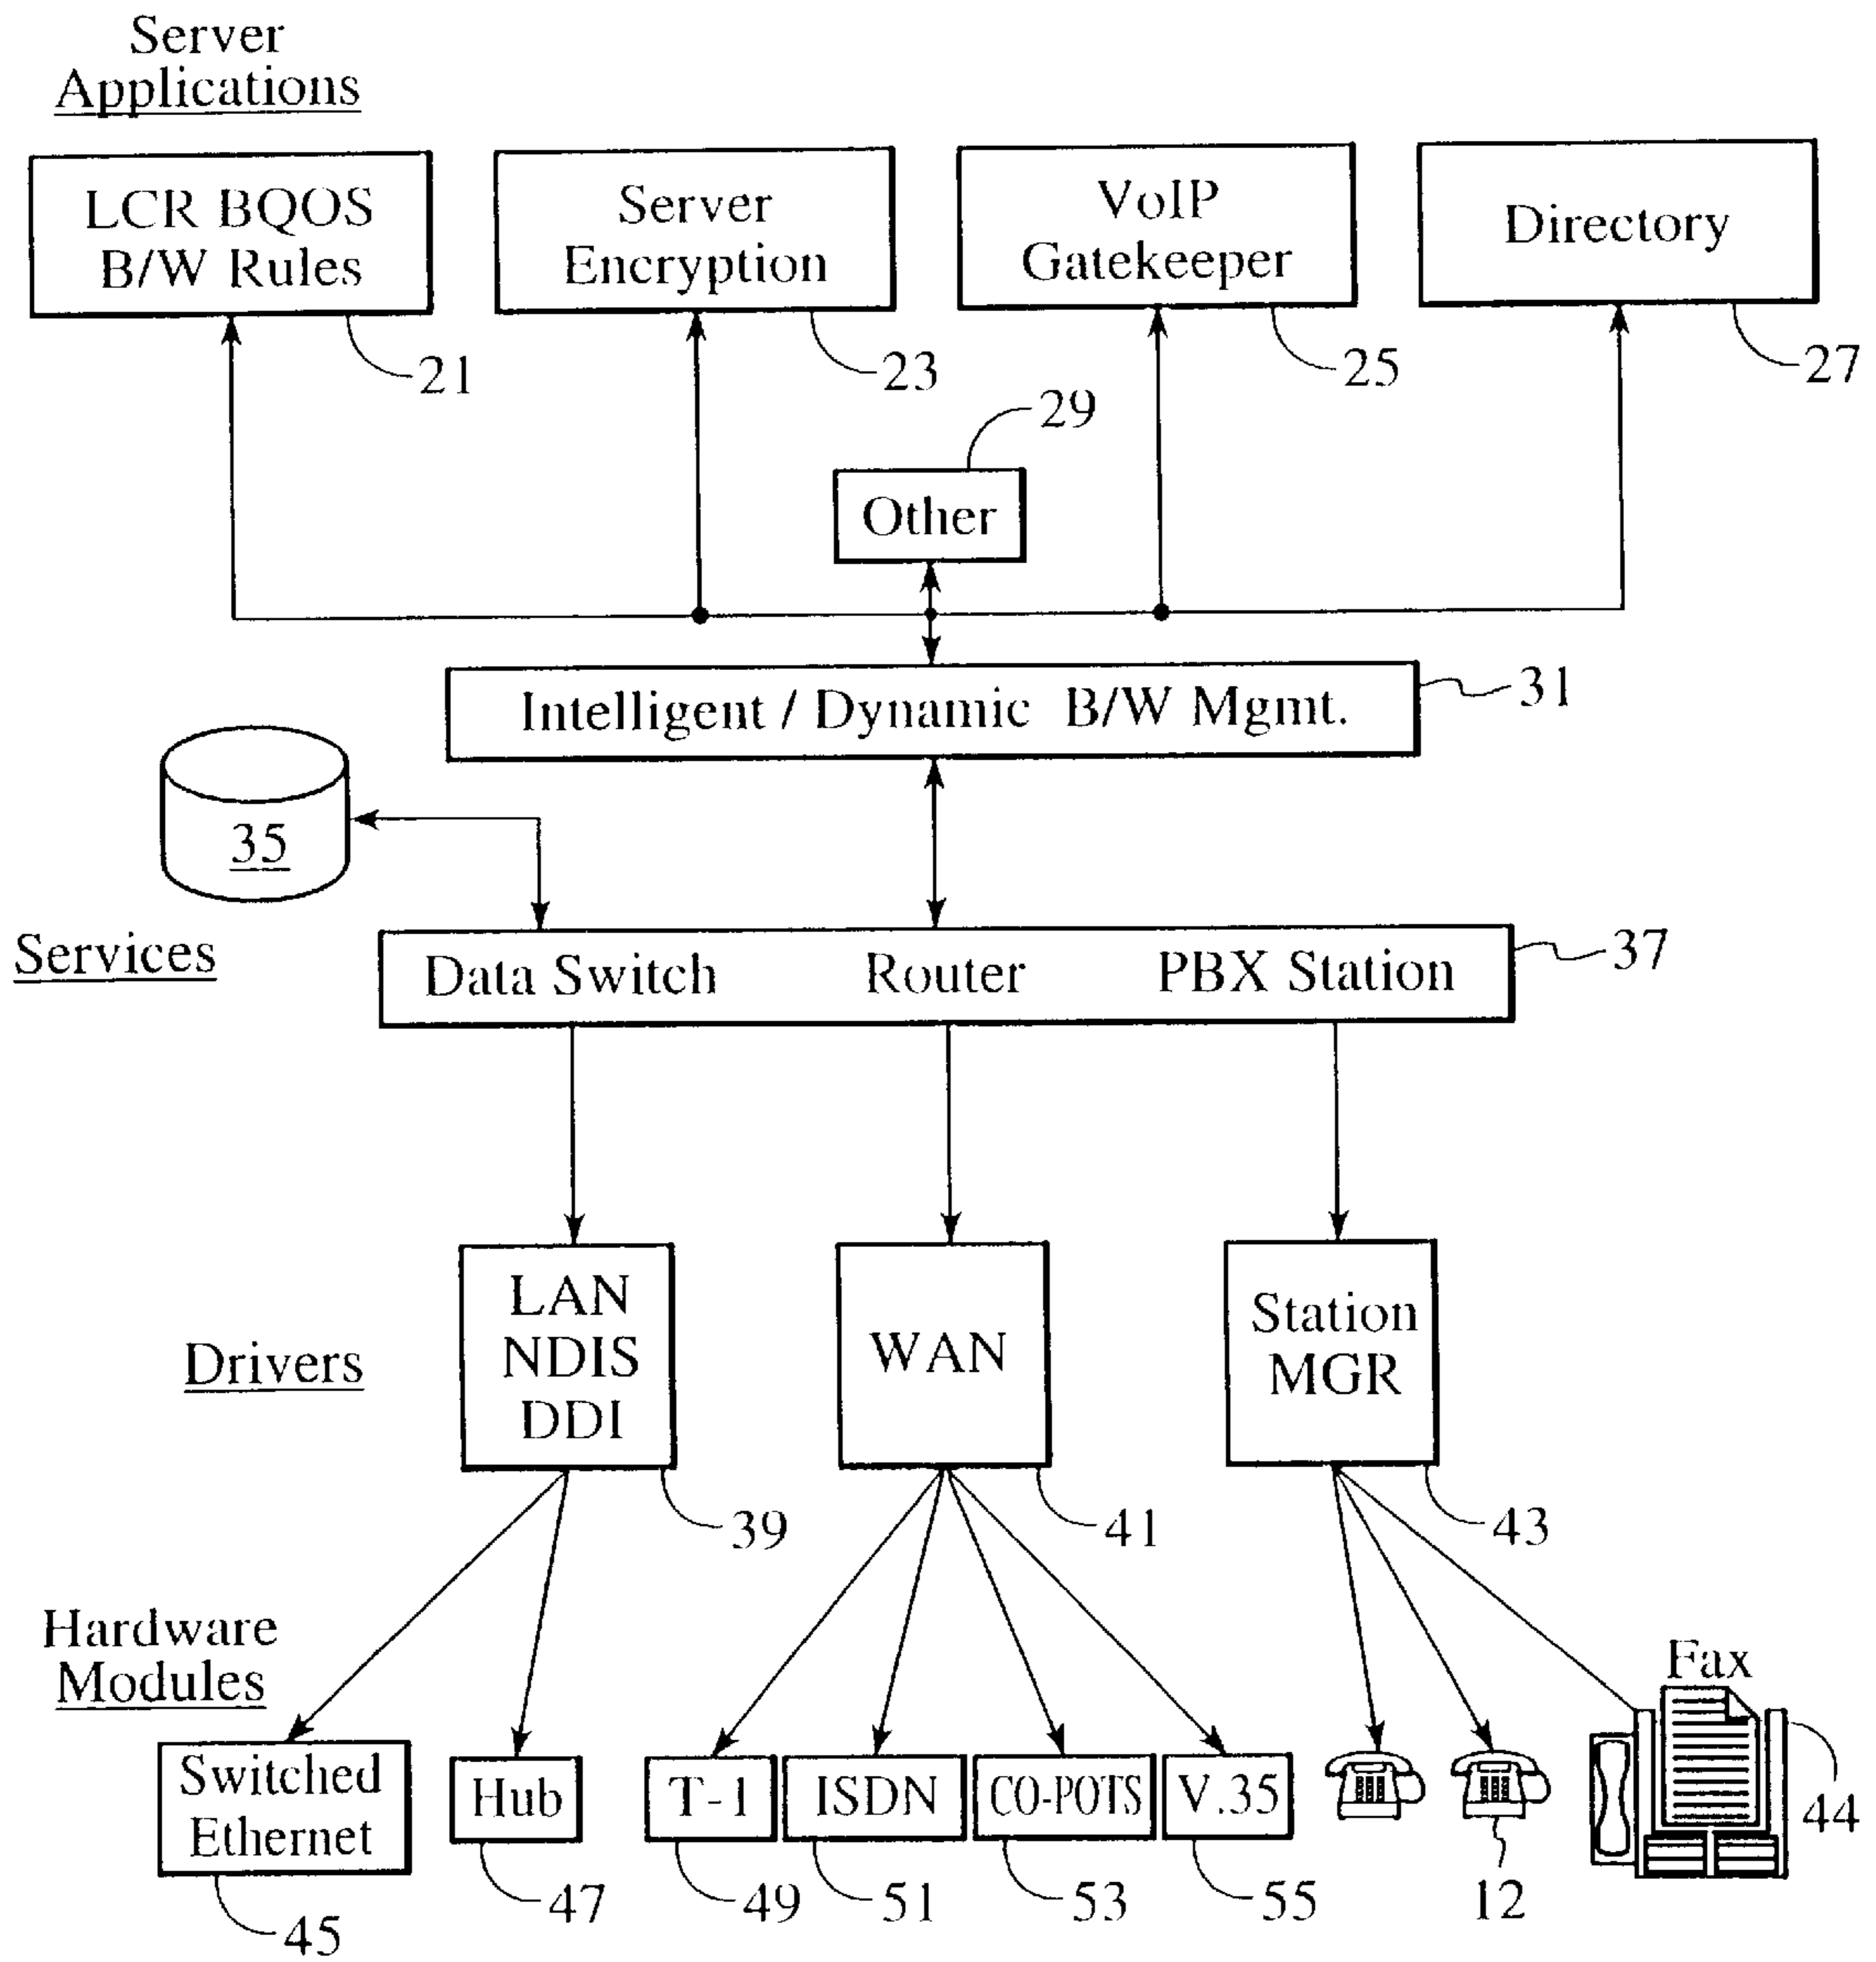 Server
Applications
LCR BQOS
B/W Rules
Server
Encryption
VoIP
Gatekeeper
Directory
21
23
25
27
29
Other
Intelligent / Dynamic B/W Mgmt.
31
35
Services
Data Switch Router PBX Station
37
Drivers
LAN
NDIS
DDI
WAN
Station
MGR
39
41
43
Hardware
Modules
Fax
Switched
Ethernet
Hub
T-1
ISDN
CO-POTS
V.35
44
45
47
49
51
53
55
12